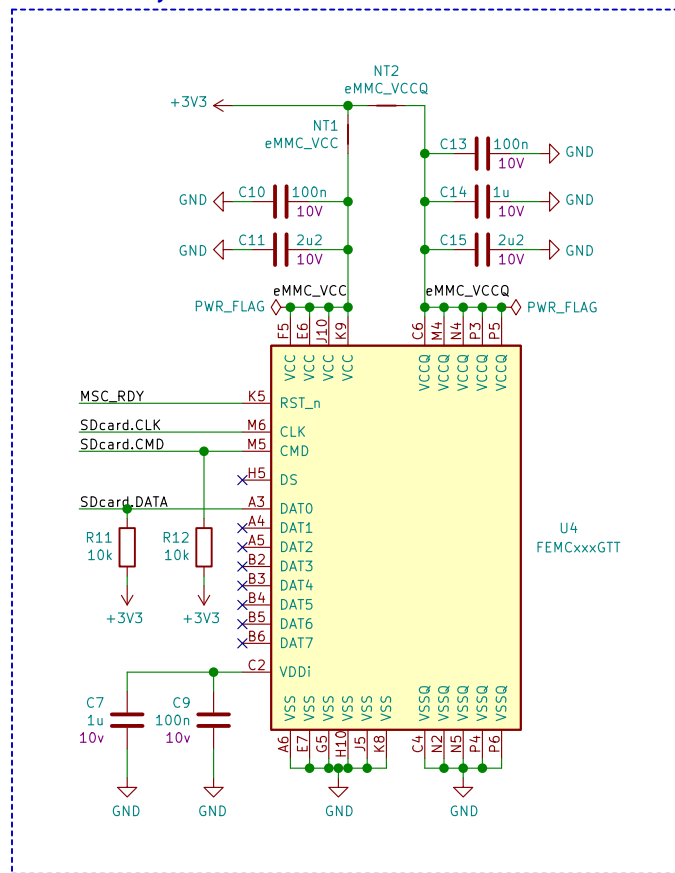 NT2
eMMC_VCCQ
+3V3
NT1
eMMC_VCC
C13 100n
10V
GND
GND
C10 100n
10V
C14 1u
10V
GND
GND
C11 2u2
10V
C15 2u2
10V
GND
eMMC_VCC
eMMC_VCCQ
PWR_FLAG
PWR_FLAG
F5 E6 J10 K9
C6 M4 N4 P3 P5
VCC VCC VCC VCC
VCCQ VCCQ VCCQ VCCQ VCCQ
MSC_RDY K5 RST_n
SDcard.CLK M6 CLK
SDcard.CMD M5 CMD
H5 DS
SDcard.DATA A3 DAT0
A4 DAT1
A5 DAT2
B2 DAT3
B3 DAT4
B4 DAT5
B5 DAT6
B6 DAT7
R11
10k
R12
10k
+3V3
+3V3
U4
FEMCxxxGTT
C2 VDDi
C7
1u
10v
C9
100n
10v
VSS VSS VSS VSS VSS VSS
VSSQ VSSQ VSSQ VSSQ VSSQ
A6 E7 G5 H10 J5 K8
C4 N2 N5 P4 P6
GND
GND
GND
GND